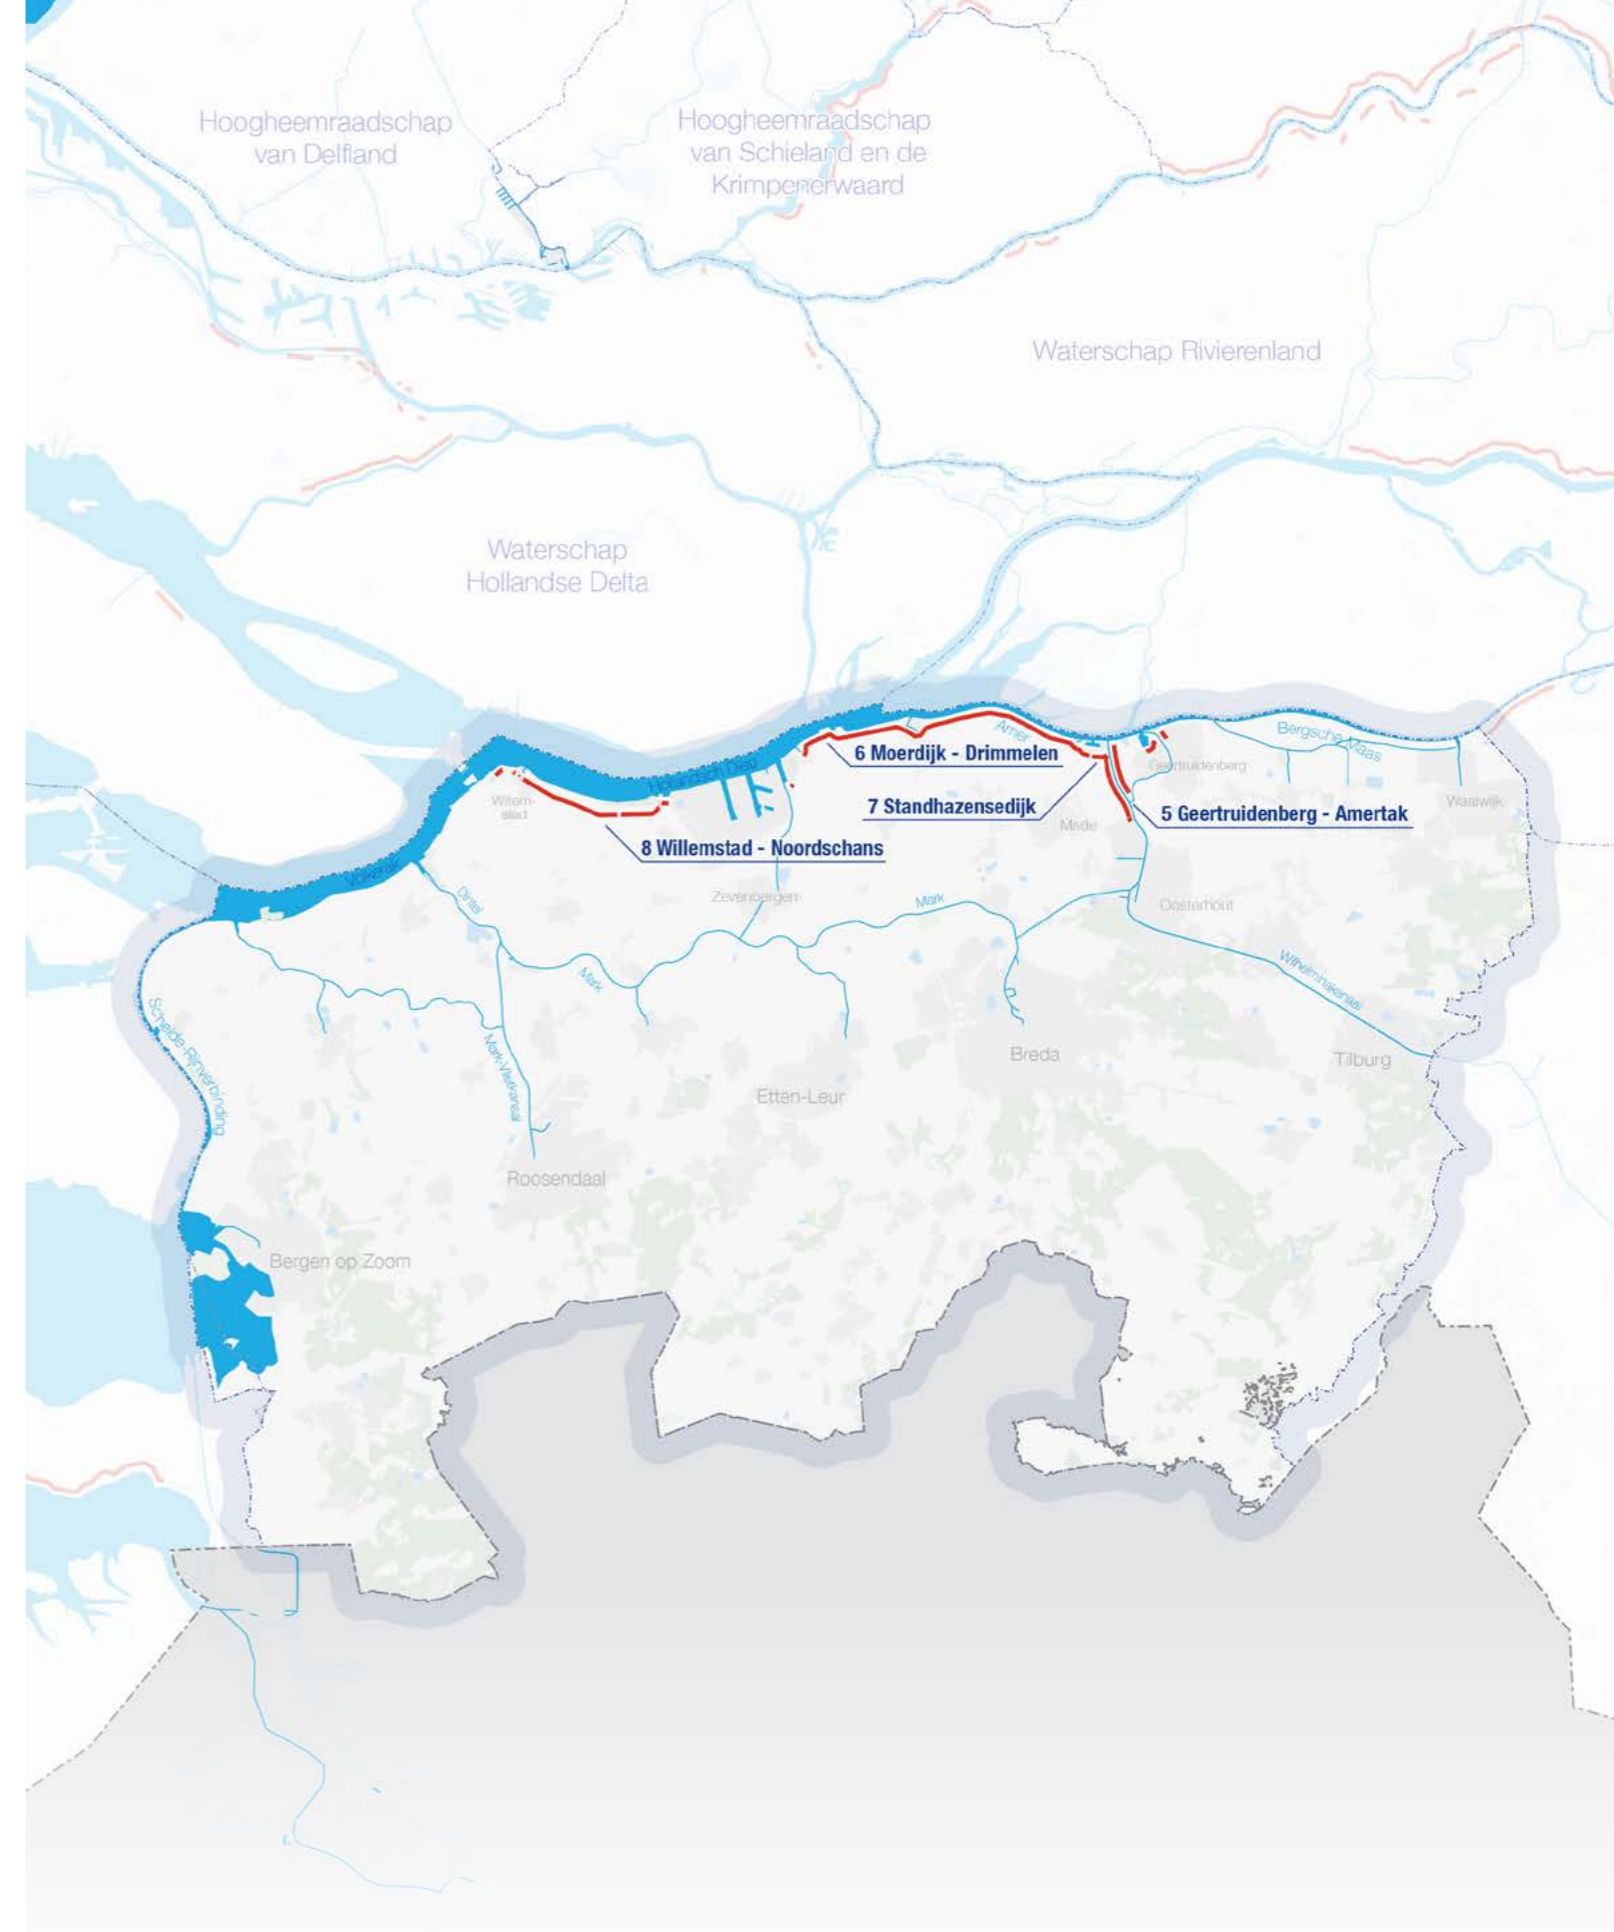 Hoogheemraadschap
van Delfland
Hoogheemraadschap
van Schieland en de
Krimpenerwaard
Waterschap Rivierenland
Waterschap
Hollandse Delta
Amer
Bergsche Maas
6 Moerdijk - Drimmelen
Geertruidenberg
Hollandsch Diep
7 Standhazensedijk
5 Geertruidenberg - Amertak
Waalwijk
Willem-
stad
Made
8 Willemstad - Noordschans
Volkerak
Dintel
Zevenbergen
Mark
Oosterhout
Mark
Wilhelminakanaal
Schelde-Rijnverbinding
Mark-Vlietkanaal
Breda
Tilburg
Etten-Leur
Roosendaal
Bergen op Zoom